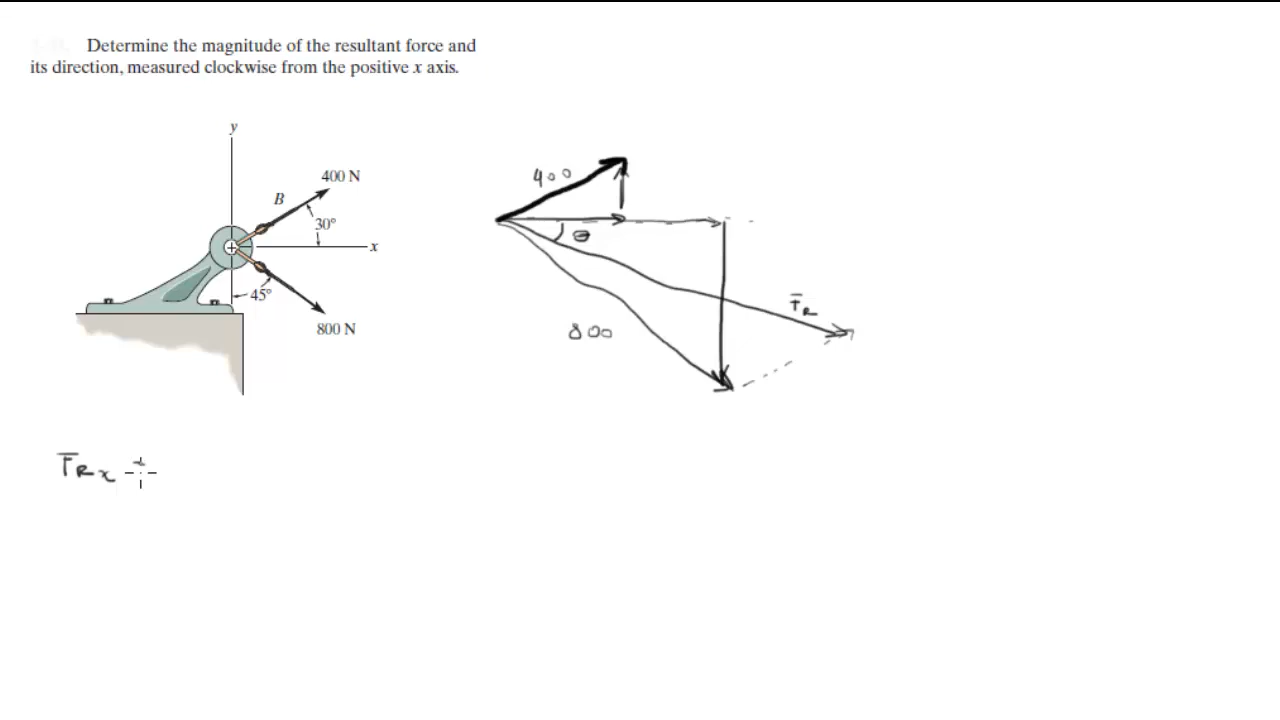 Determine the magnitude of the resultant force and
its direction, measured clockwise from the positive x axis.
y
400 N
B
30°
x
45°
800 N
400
θ
F̄R
800
F̄Rx